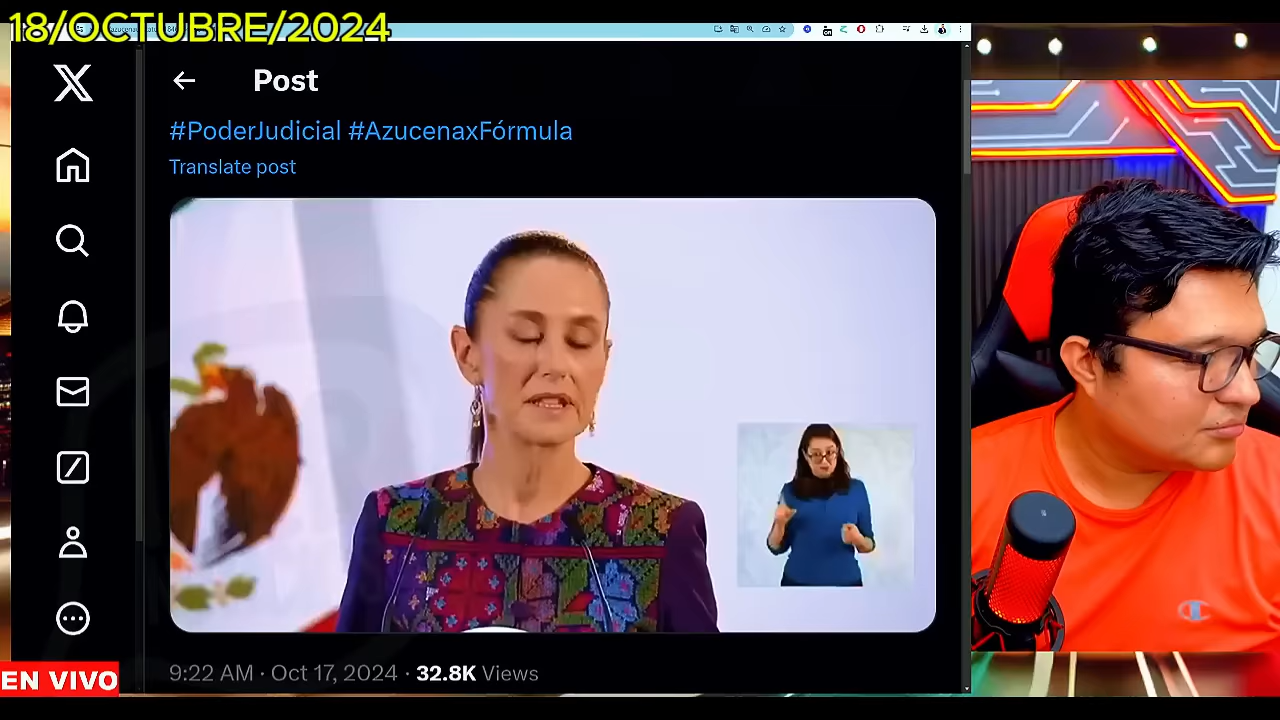 18/OCTUBRE/2024
Post
#PoderJudicial #AzucenaxFórmula
Translate post
9:22 AM · Oct 17, 2024 · 32.8K Views
EN VIVO